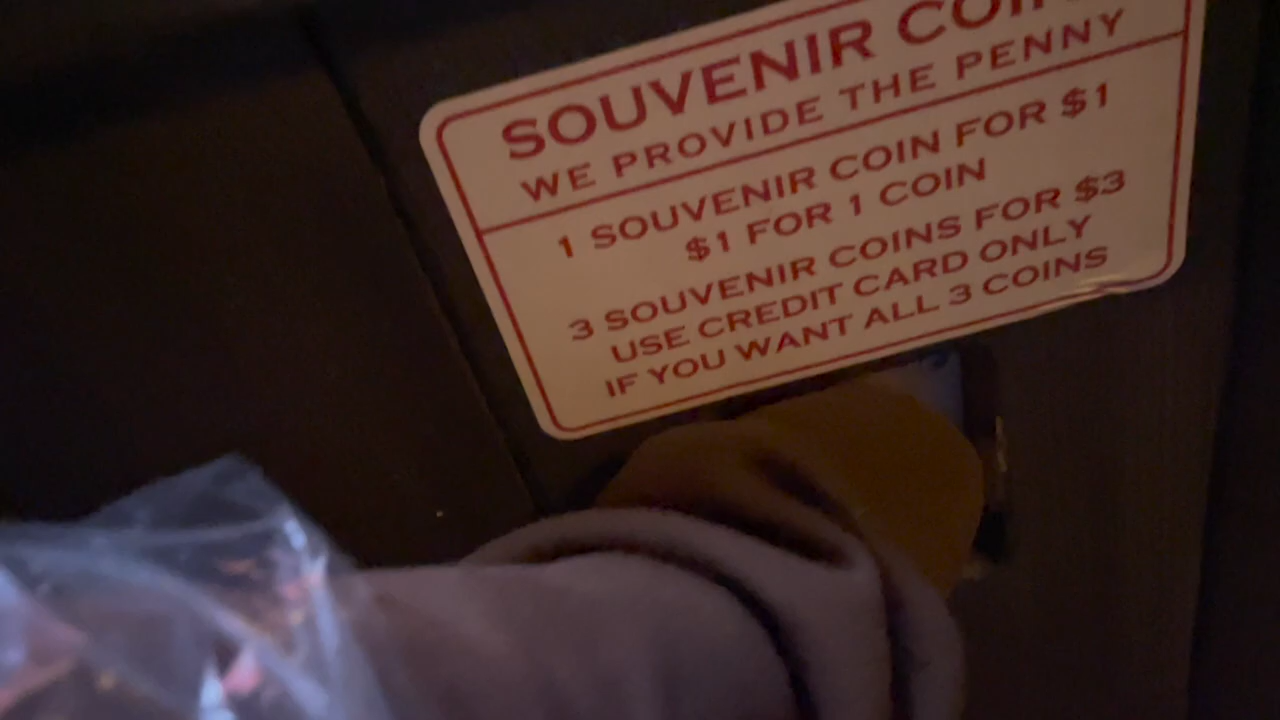 SOUVENIR COIN
WE PROVIDE THE PENNY
1 SOUVENIR COIN FOR $1
$1 FOR 1 COIN
3 SOUVENIR COINS FOR $3
USE CREDIT CARD ONLY
IF YOU WANT ALL 3 COINS